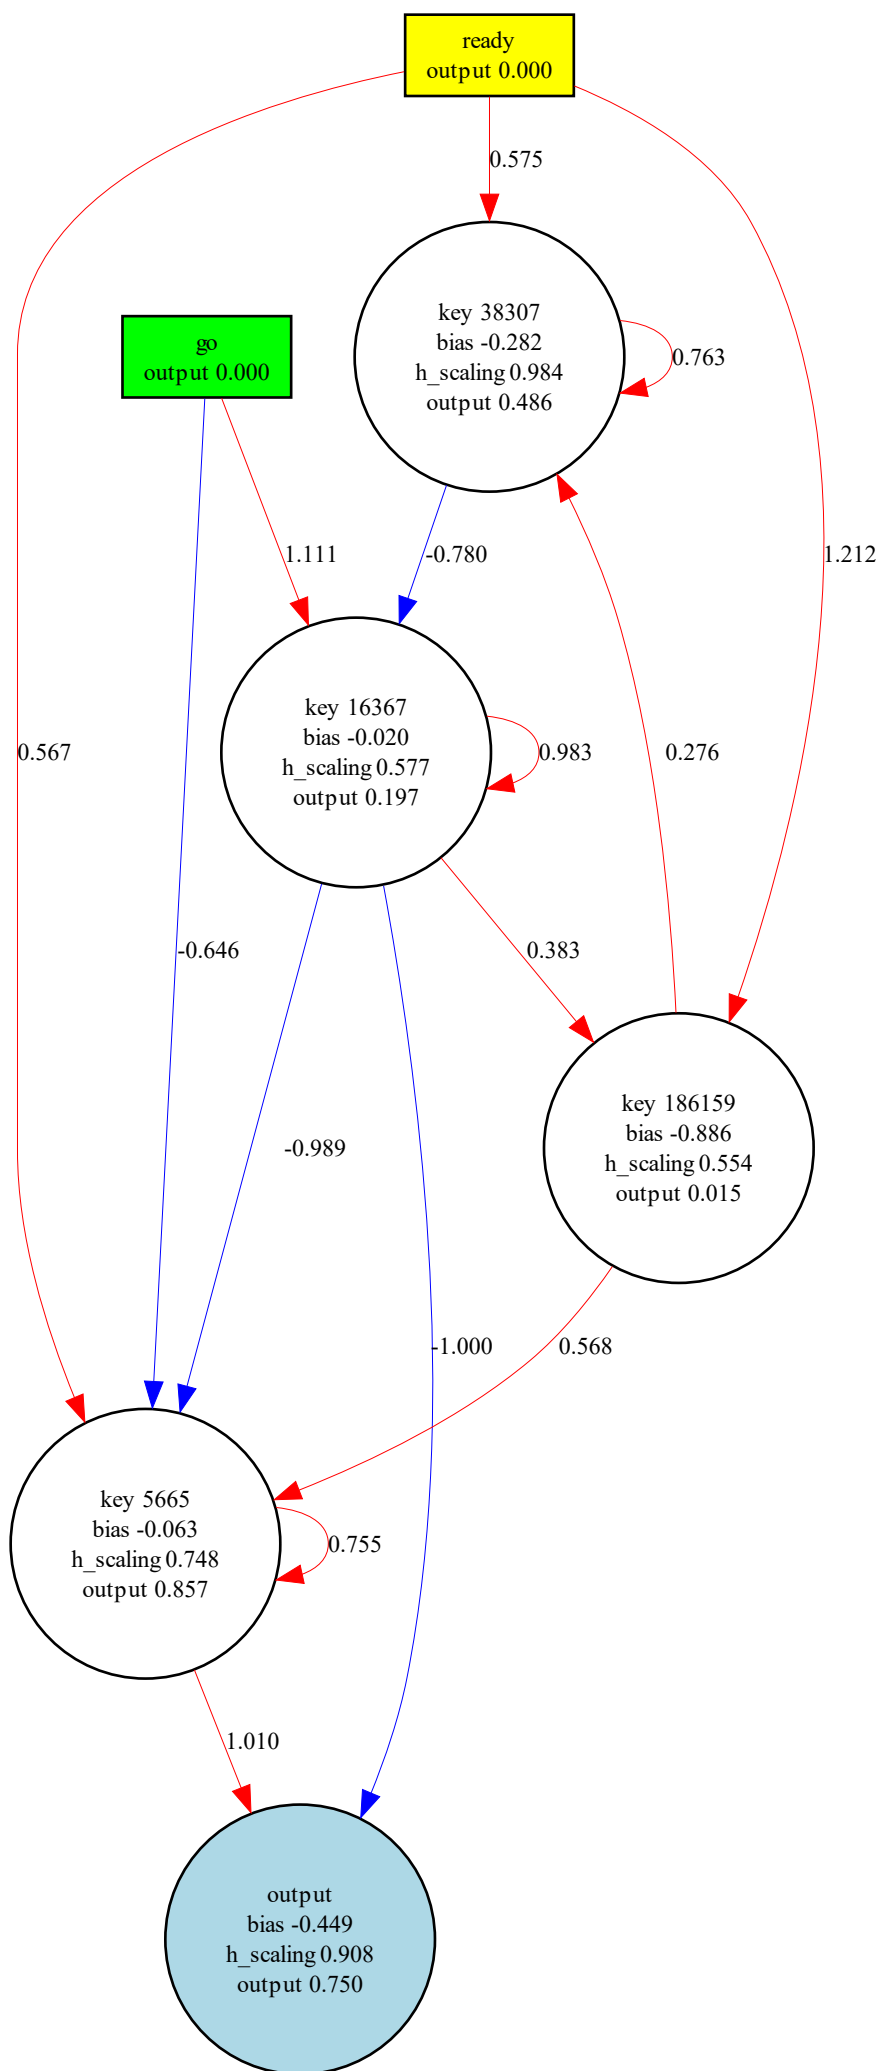 ready
output 0.000
0.575
key 38307
bias -0.282
h_scaling 0.984
output 0.486
0.763
go
output 0.000
1.111
-0.780
1.212
key 16367
bias -0.020
h_scaling 0.577
output 0.197
0.983
0.567
0.276
-0.646
0.383
key 186159
bias -0.886
h_scaling 0.554
output 0.015
-0.989
-1.000
0.568
key 5665
bias -0.063
h_scaling 0.748
output 0.857
0.755
1.010
output
bias -0.449
h_scaling 0.908
output 0.750